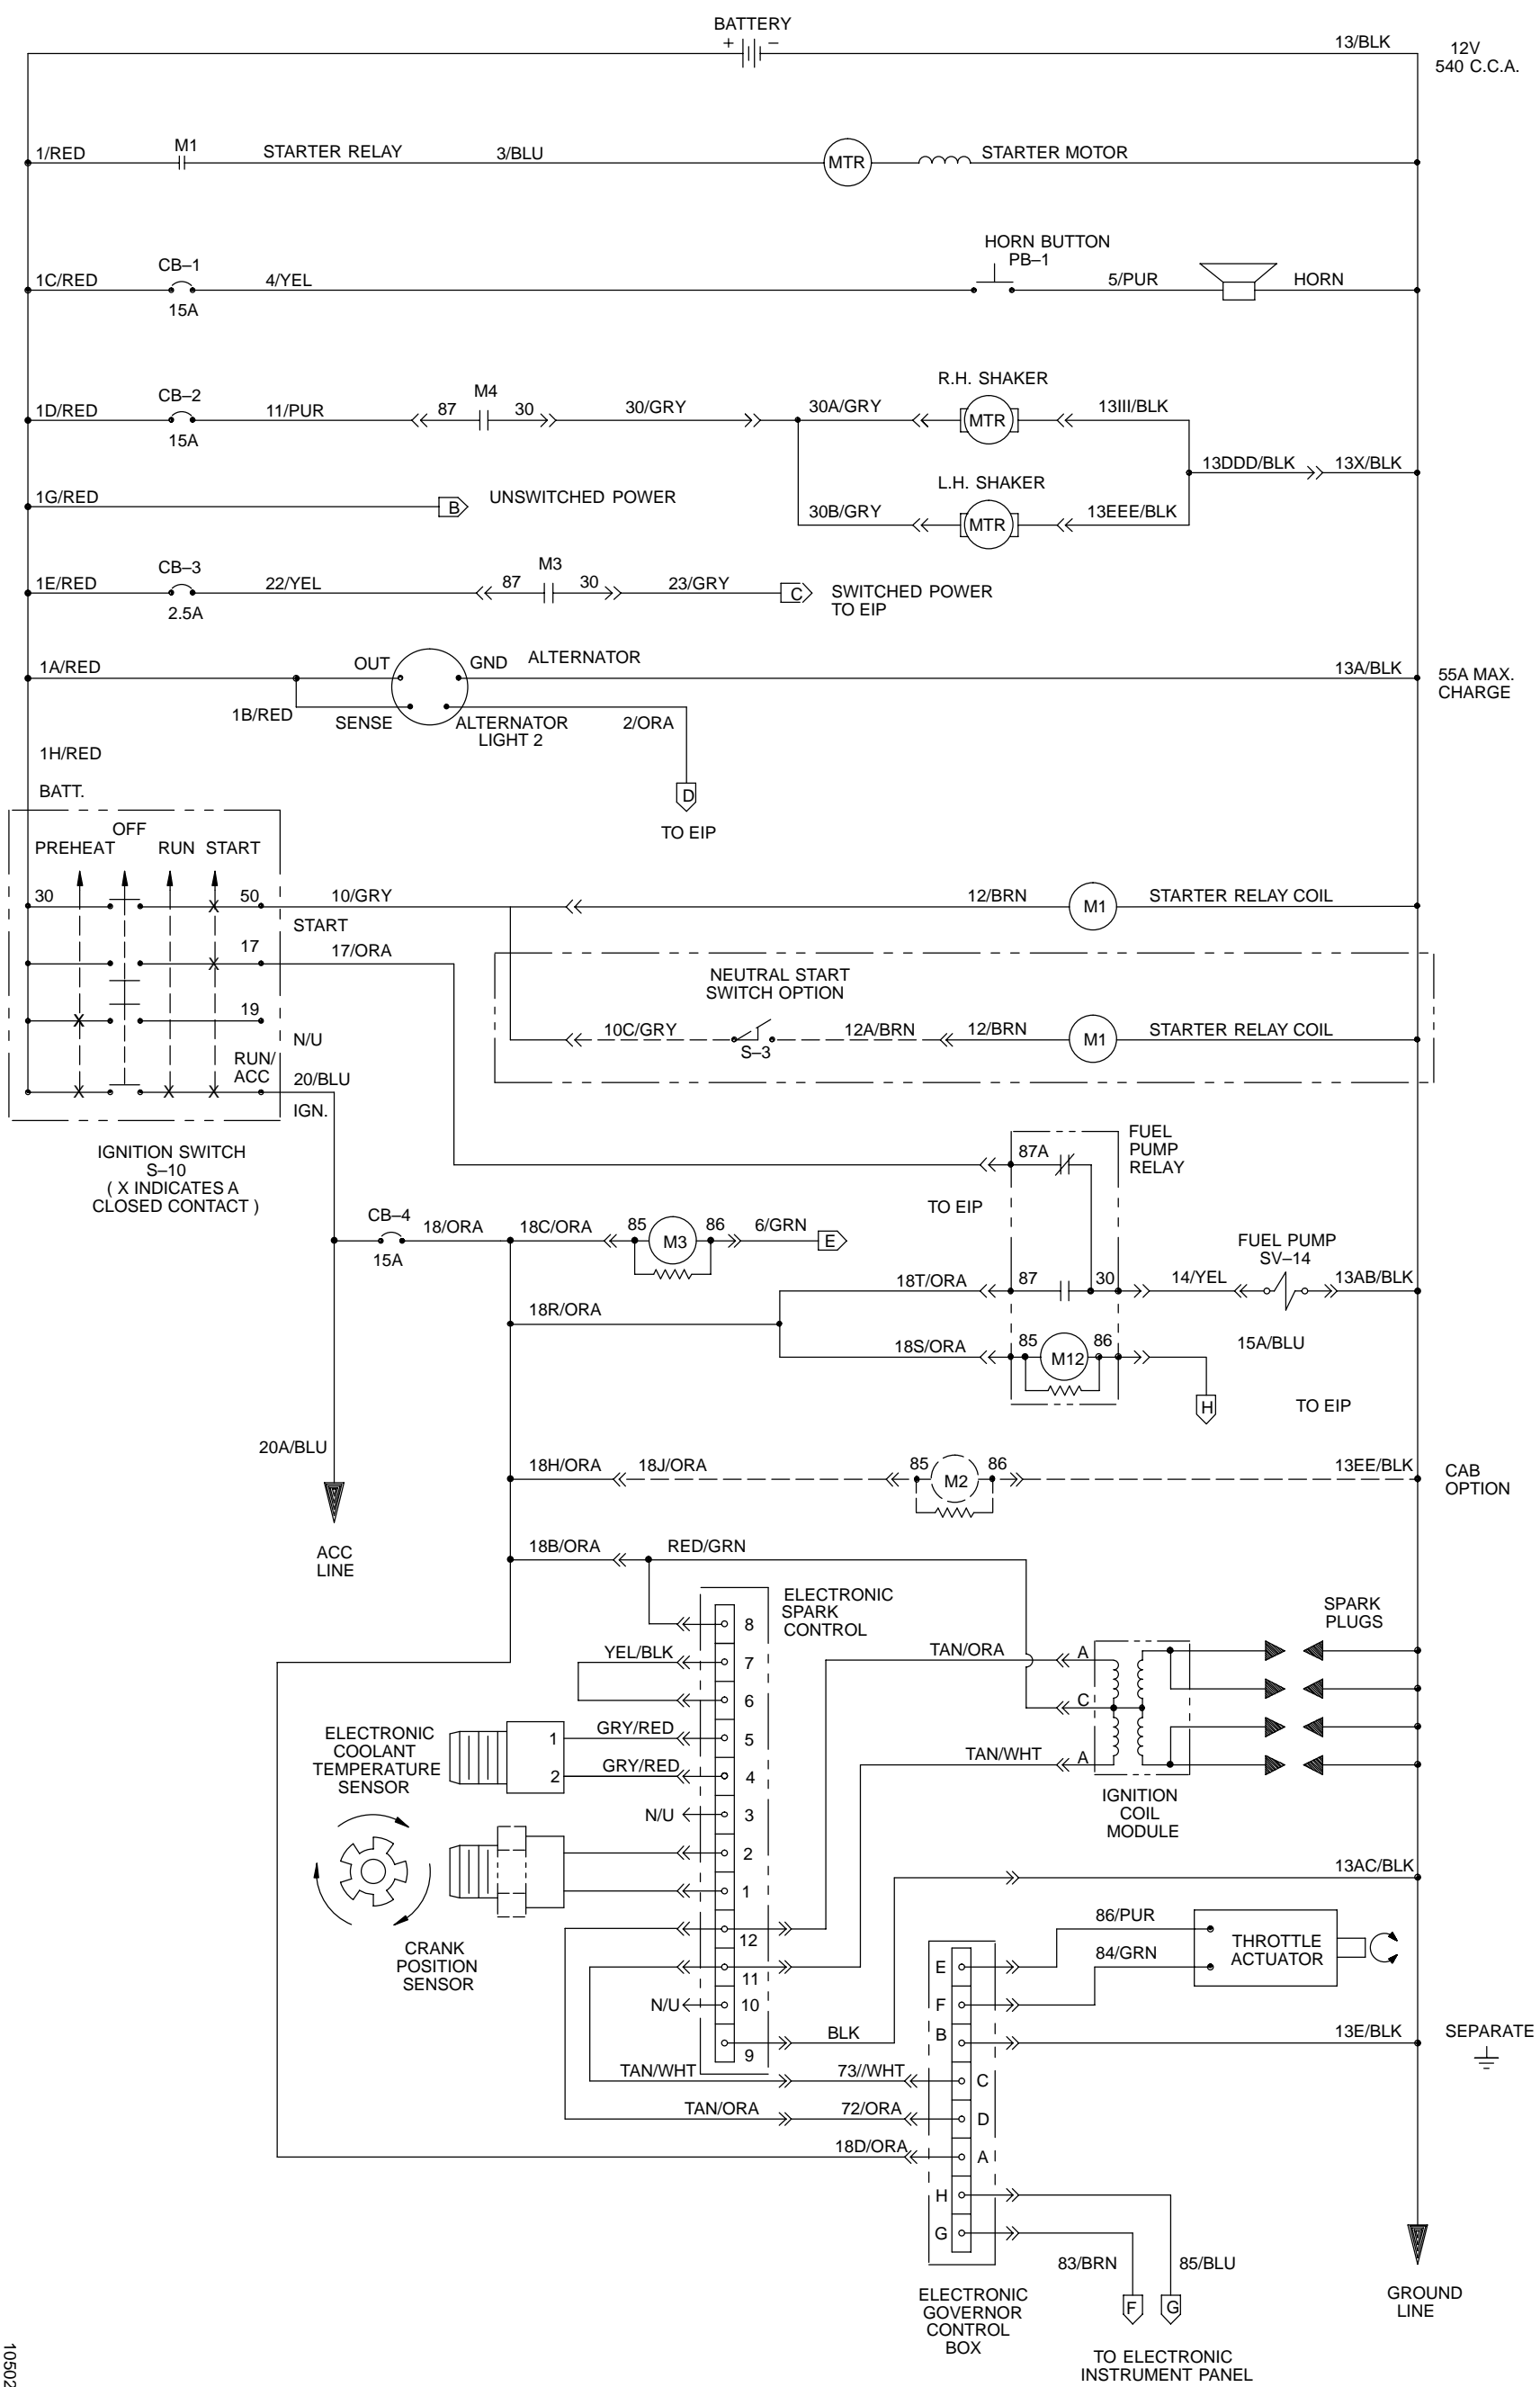 BATTERY
+ −
13/BLK
12V
540 C.C.A.
1/RED
M1
STARTER RELAY
3/BLU
MTR
STARTER MOTOR
HORN BUTTON
PB–1
1C/RED
CB–1
15A
4/YEL
5/PUR
HORN
R.H. SHAKER
1D/RED
CB–2
15A
11/PUR
87
M4
30
30/GRY
30A/GRY
MTR
13III/BLK
13DDD/BLK
13X/BLK
1G/RED
B
UNSWITCHED POWER
L.H. SHAKER
30B/GRY
MTR
13EEE/BLK
1E/RED
CB–3
2.5A
22/YEL
87
M3
30
23/GRY
C
SWITCHED POWER
TO EIP
1A/RED
OUT
GND
ALTERNATOR
13A/BLK
55A MAX.
CHARGE
1B/RED
SENSE
ALTERNATOR
LIGHT 2
2/ORA
D
TO EIP
1H/RED
BATT.
OFF
PREHEAT
RUN
START
30
X
50
10/GRY
START
12/BRN
M1
STARTER RELAY COIL
X
17
17/ORA
NEUTRAL START
SWITCH OPTION
X
19
N/U
10C/GRY
S–3
12A/BRN
12/BRN
M1
STARTER RELAY COIL
RUN/
ACC
X
X
X
20/BLU
IGN.
IGNITION SWITCH
S–10
( X INDICATES A
CLOSED CONTACT )
FUEL
PUMP
RELAY
87A
TO EIP
CB–4
15A
18/ORA
18C/ORA
85
M3
86
6/GRN
E
FUEL PUMP
SV–14
18T/ORA
87
30
14/YEL
13AB/BLK
18R/ORA
18S/ORA
85
M12
86
15A/BLU
H
TO EIP
20A/BLU
ACC
LINE
18H/ORA
18J/ORA
85
M2
86
13EE/BLK
CAB
OPTION
18B/ORA
RED/GRN
ELECTRONIC
SPARK
CONTROL
8
YEL/BLK
7
6
GRY/RED
5
GRY/RED
4
N/U
3
2
1
12
11
N/U
10
9
ELECTRONIC
COOLANT
TEMPERATURE
SENSOR
1
2
CRANK
POSITION
SENSOR
TAN/ORA
A
C
TAN/WHT
A
SPARK
PLUGS
IGNITION
COIL
MODULE
13AC/BLK
BLK
86/PUR
84/GRN
THROTTLE
ACTUATOR
E
F
B
13E/BLK
SEPARATE
TAN/WHT
73//WHT
C
TAN/ORA
72/ORA
D
18D/ORA
A
H
G
83/BRN
85/BLU
F
G
ELECTRONIC
GOVERNOR
CONTROL
BOX
TO ELECTRONIC
INSTRUMENT PANEL
GROUND
LINE
10502